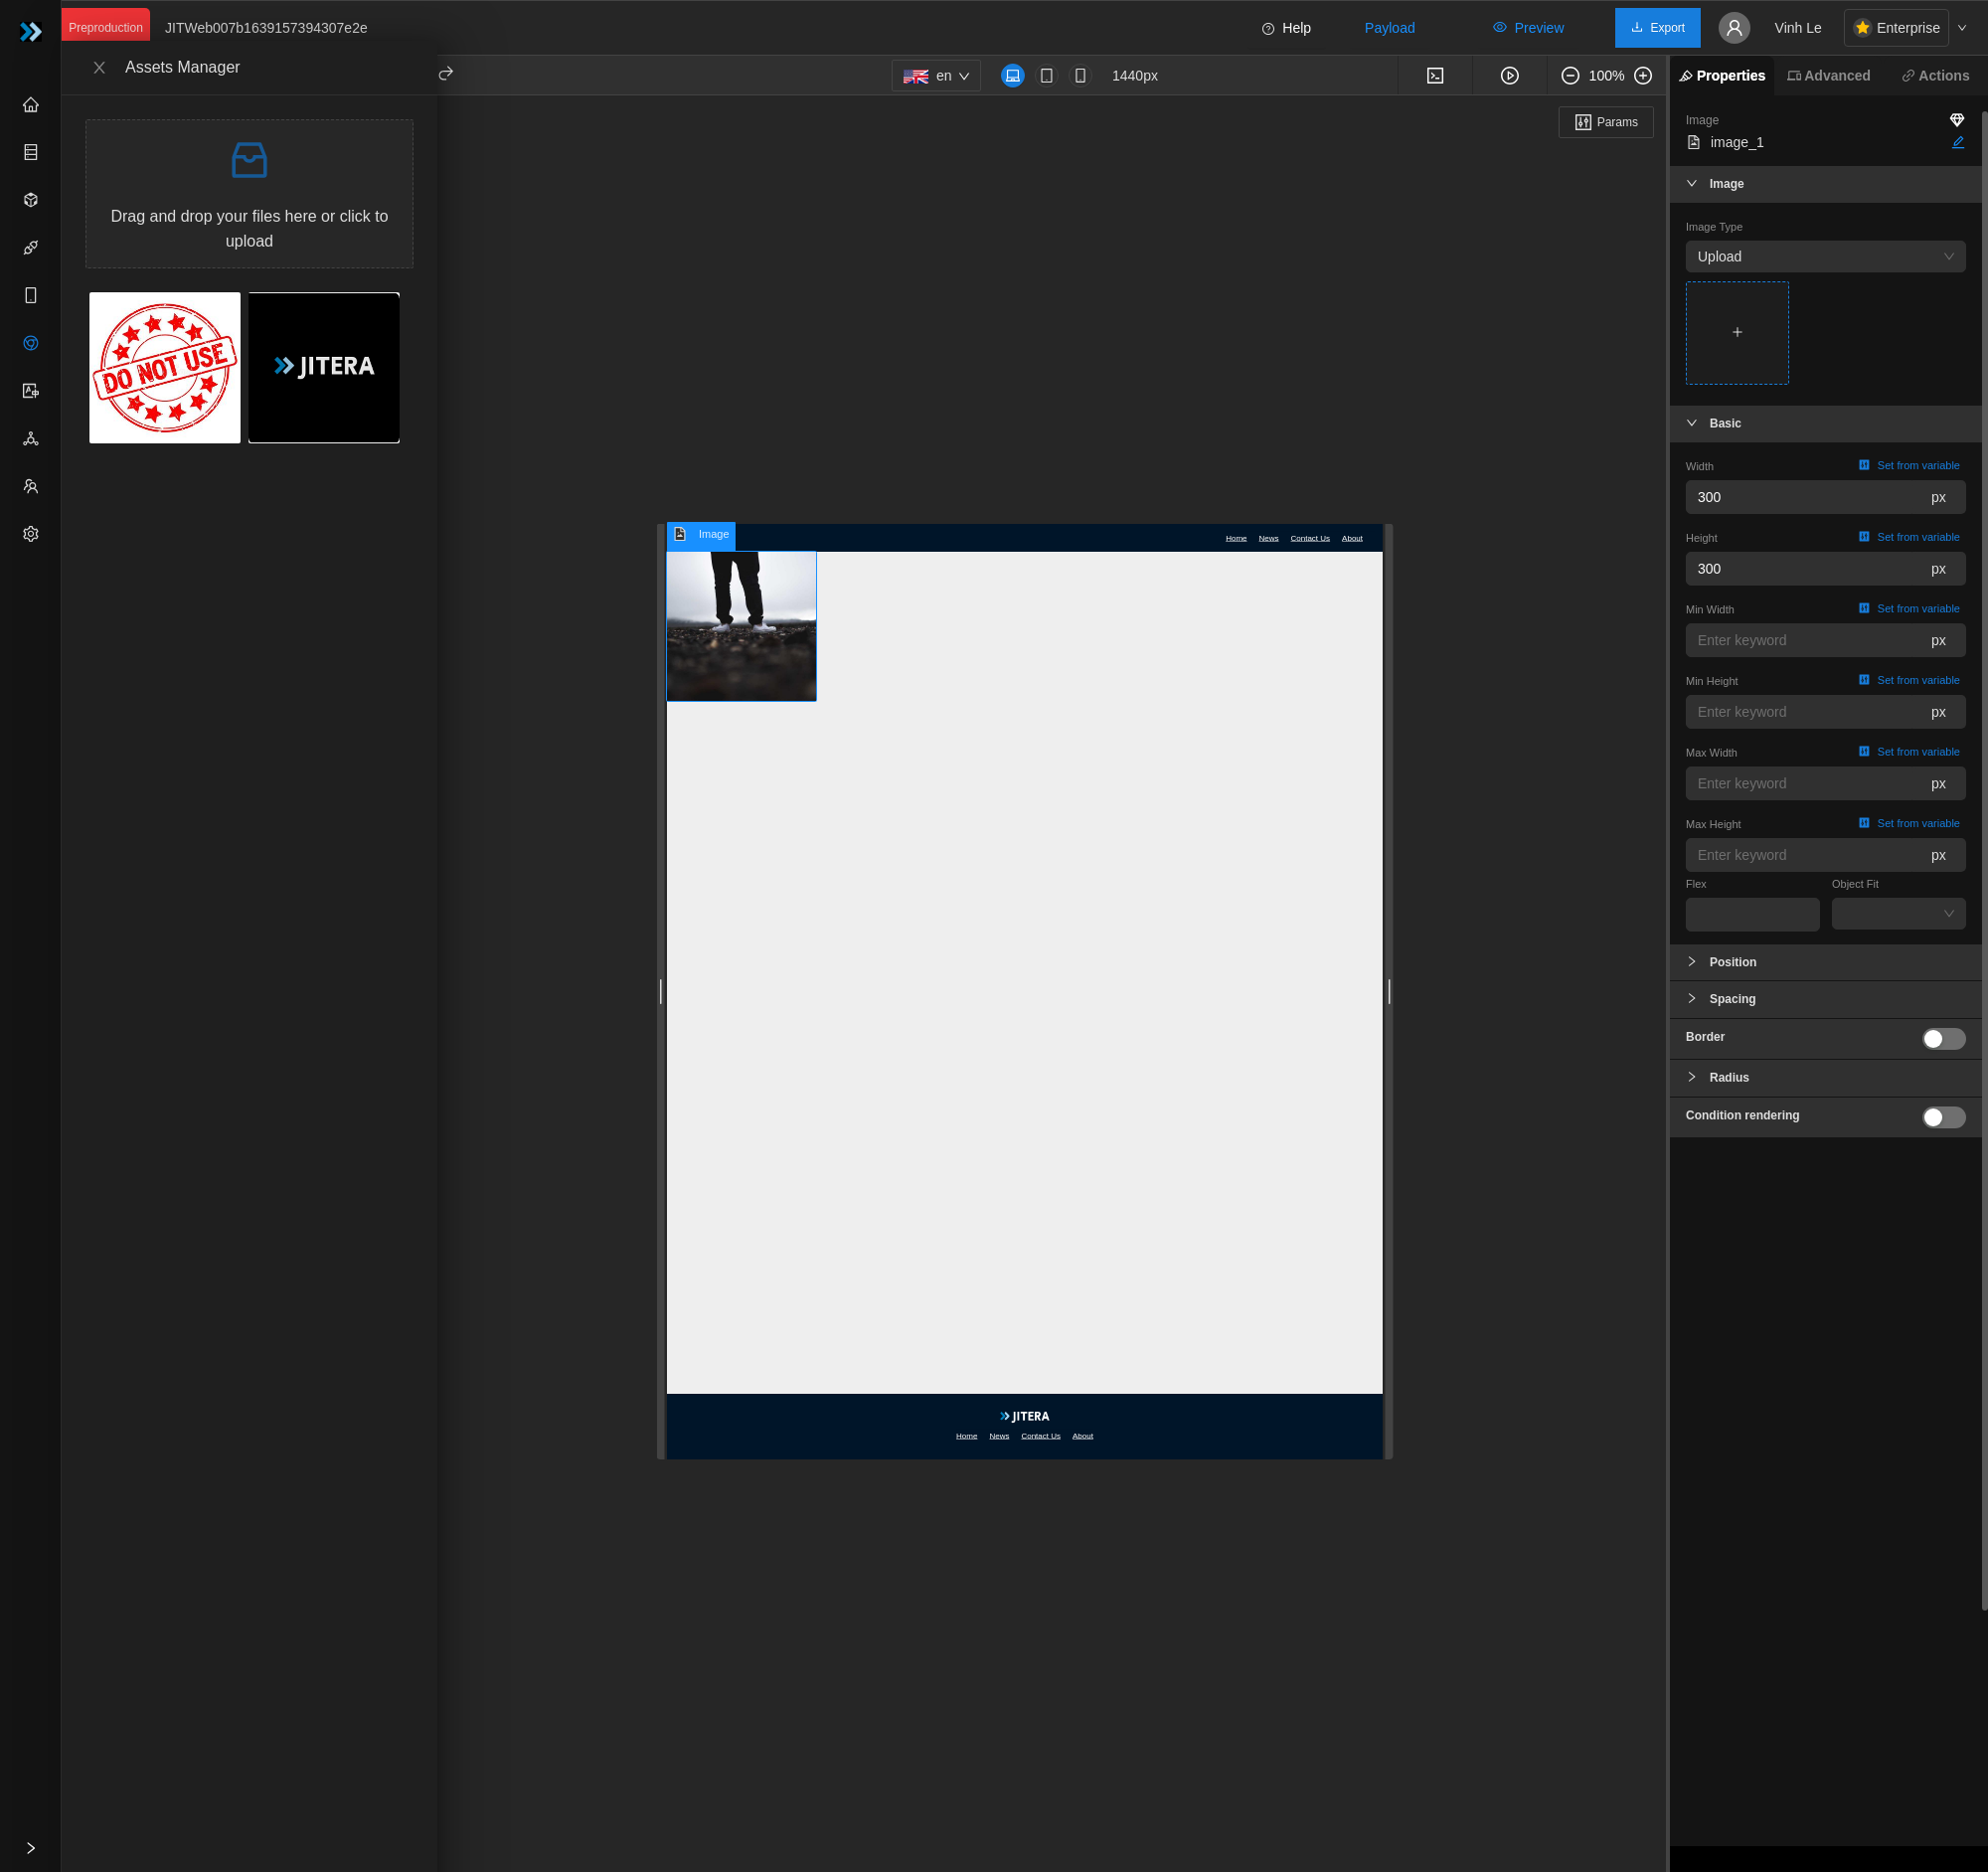 Preproduction
JITWeb007b1639157394307e2e
Help
Payload
Preview
Export
Vinh Le
Enterprise
Assets Manager
en
1440px
100%
Properties
Advanced
Actions
Params
Drag and drop your files here or click to
upload
DO NOT USE
JITERA
Image
Home
News
Contact Us
About
JITERA
Home
News
Contact Us
About
Image
image_1
Image
Image Type
Upload
Basic
Width
Set from variable
300
px
Height
Set from variable
300
px
Min Width
Set from variable
Enter keyword
px
Min Height
Set from variable
Enter keyword
px
Max Width
Set from variable
Enter keyword
px
Max Height
Set from variable
Enter keyword
px
Flex
Object Fit
Position
Spacing
Border
Radius
Condition rendering